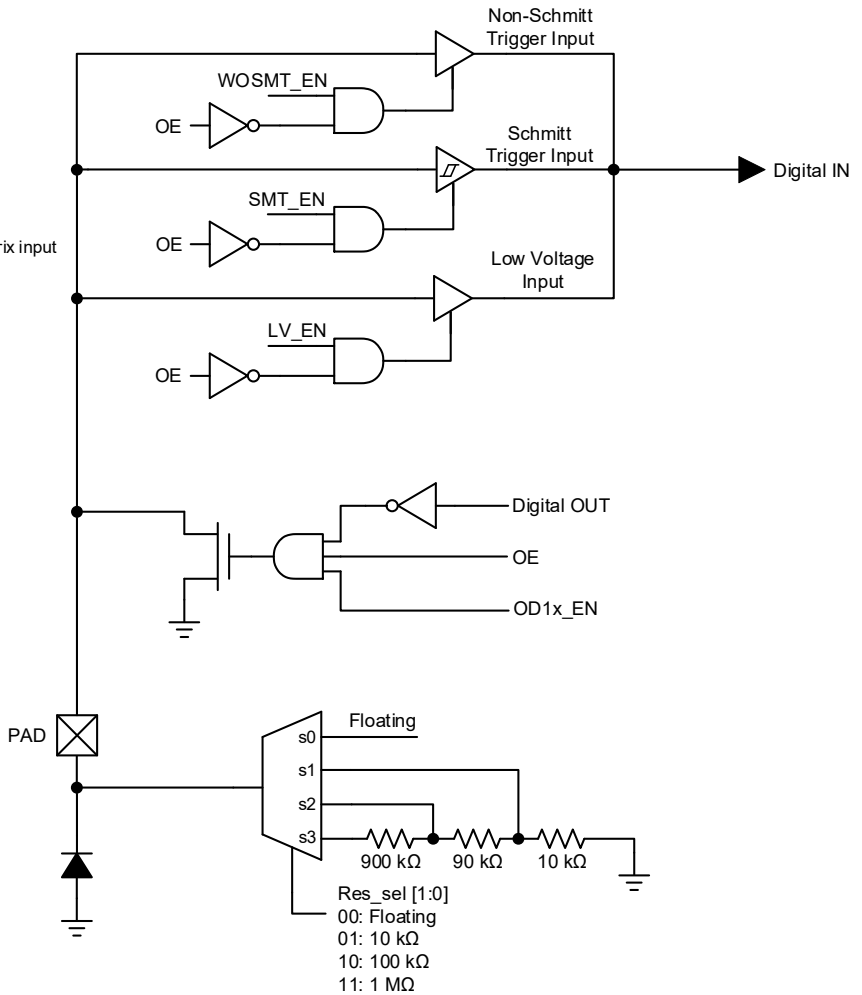 Non-Schmitt
Trigger Input
WOSMT_EN
OE
Schmitt
Trigger Input
Digital IN
SMT_EN
OE
input
Low Voltage
Input
LV_EN
OE
Digital OUT
OE
OD1x_EN
PAD
Floating
s0
s1
s2
s3
900 kΩ
90 kΩ
10 kΩ
Res_sel [1:0]
00: Floating
01: 10 kΩ
10: 100 kΩ
11: 1 MΩ